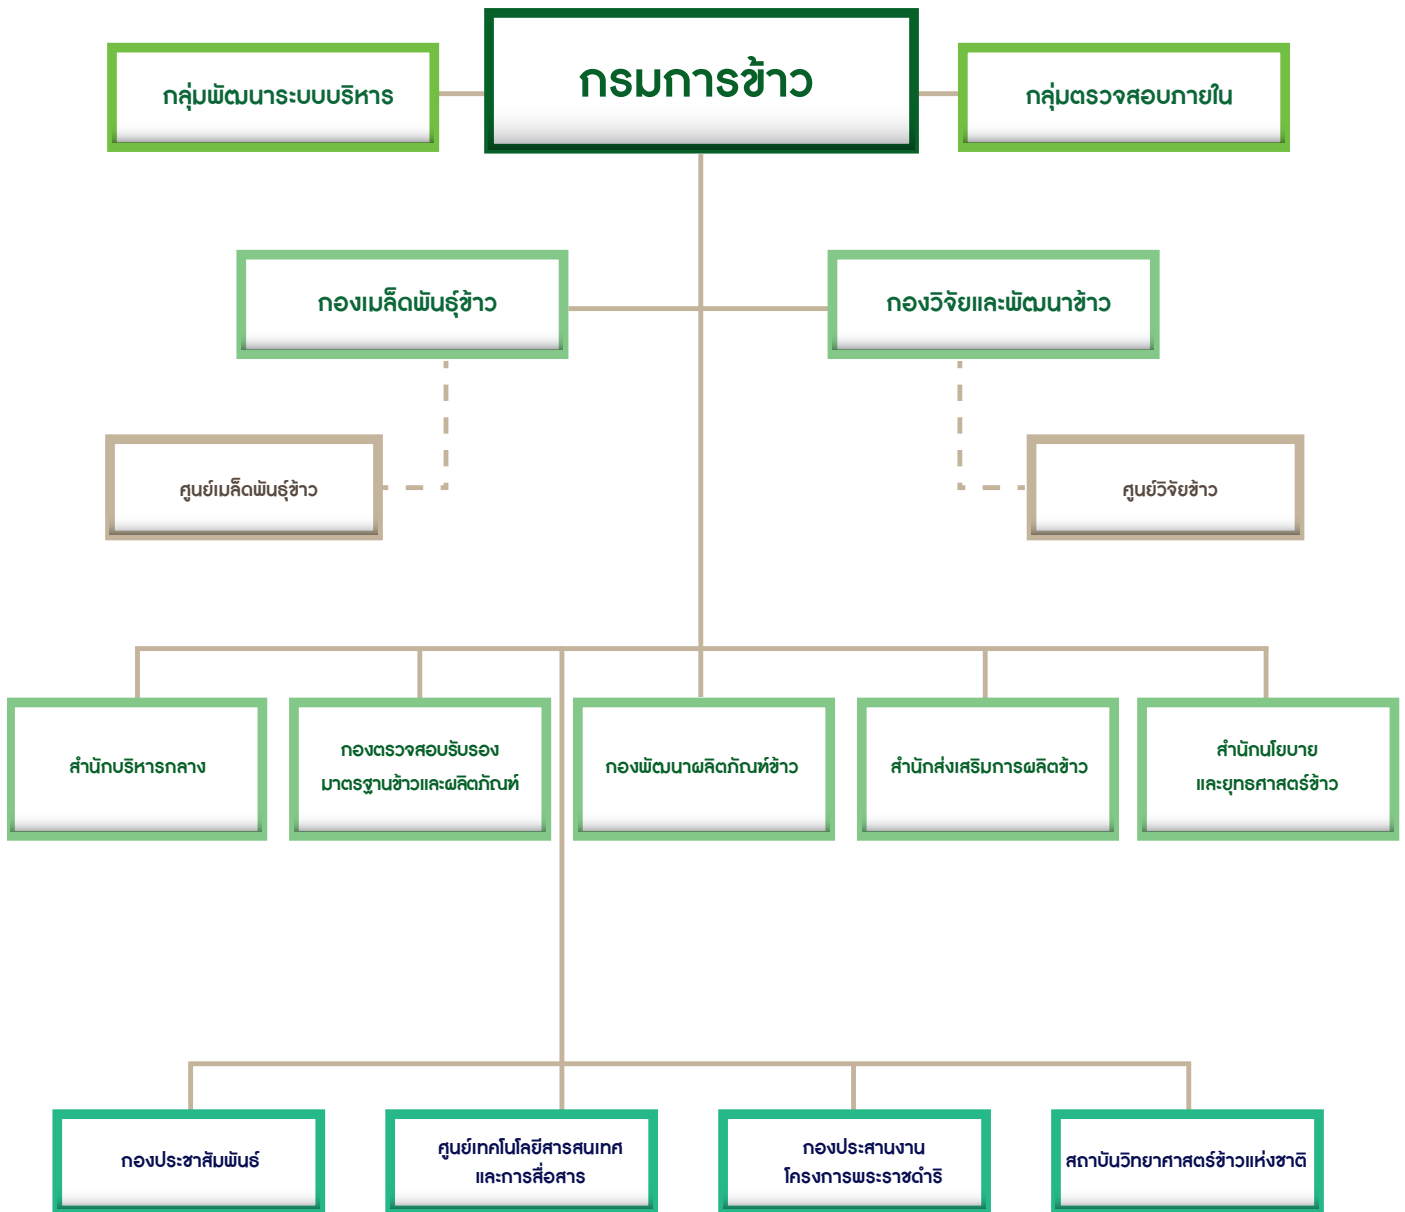 กรมการข้าว
กลุ่มพัฒนาระบบบริหาร
กลุ่มตรวจสอบภายใน
กองเมล็ดพันธุ์ข้าว
กองวิจัยและพัฒนาข้าว
ศูนย์เมล็ดพันธุ์ข้าว
ศูนย์วิจัยข้าว
สำนักบริหารกลาง
กองตรวจสอบรับรอง
มาตรฐานข้าวและผลิตภัณฑ์
กองพัฒนาผลิตภัณฑ์ข้าว
สำนักส่งเสริมการผลิตข้าว
สำนักนโยบาย
และยุทธศาสตร์ข้าว
กองประชาสัมพันธ์
ศูนย์เทคโนโลยีสารสนเทศ
และการสื่อสาร
กองประสานงาน
โครงการพระราชดำริ
สถาบันวิทยาศาสตร์ข้าวแห่งชาติ